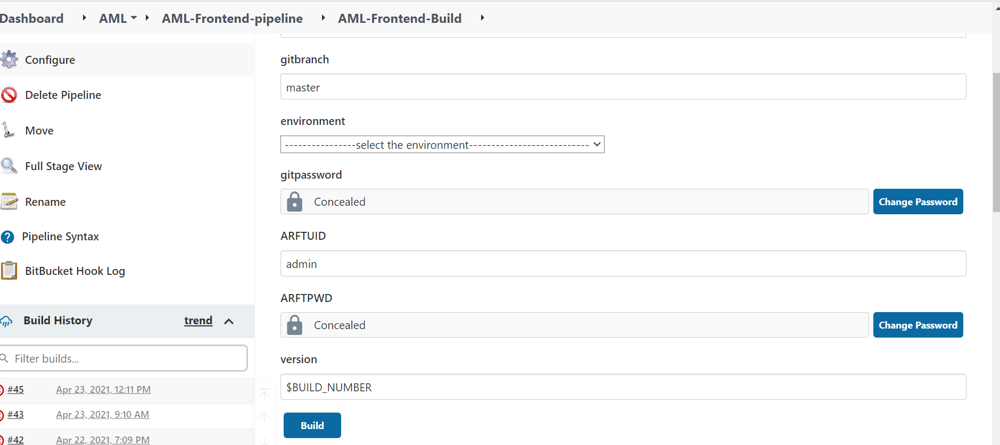 Dashboard AML AML-Frontend-pipeline AML-Frontend-Build
Configure
Delete Pipeline
Move
Full Stage View
Rename
Pipeline Syntax
BitBucket Hook Log
Build History trend
Filter builds...
#45 Apr 23, 2021, 12:11 PM
#43 Apr 23, 2021, 9:10 AM
#42 Apr 22, 2021, 7:09 PM
gitbranch
master
environment
----------------select the environment---------------------------
gitpassword
Concealed Change Password
ARFTUID
admin
ARFTPWD
Concealed Change Password
version
$BUILD_NUMBER
Build